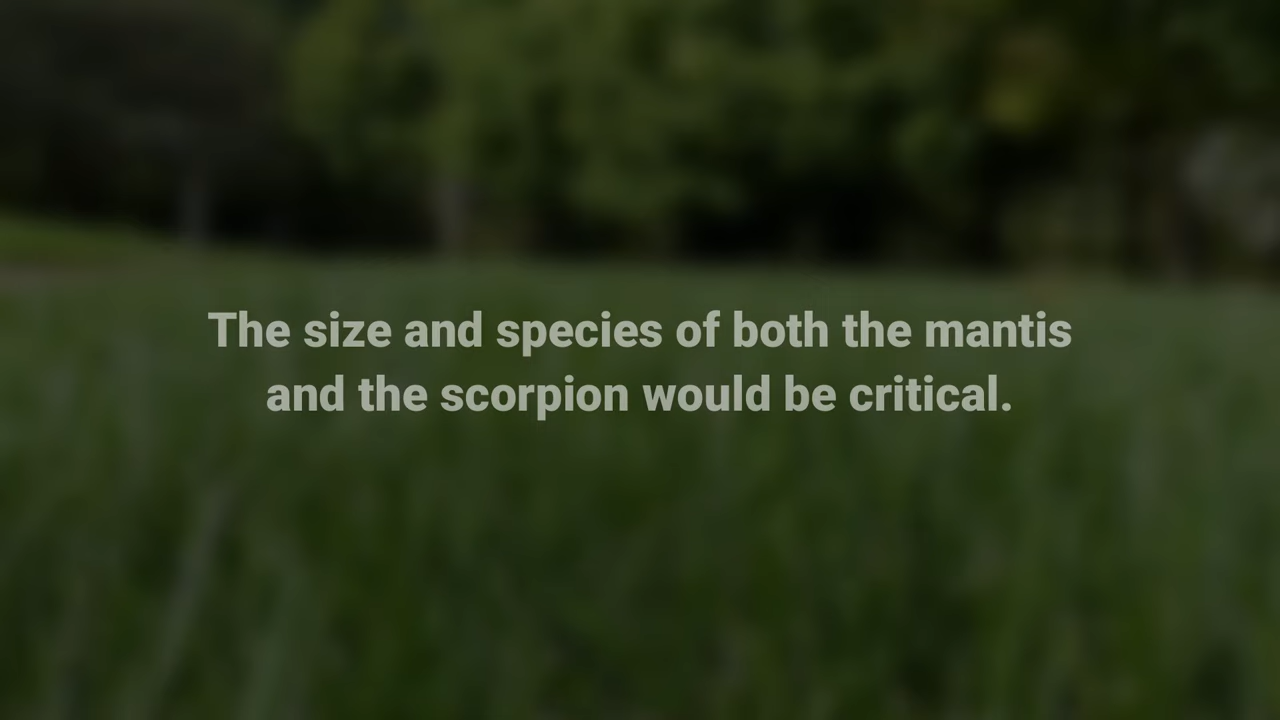 The size and species of both the mantis
and the scorpion would be critical.